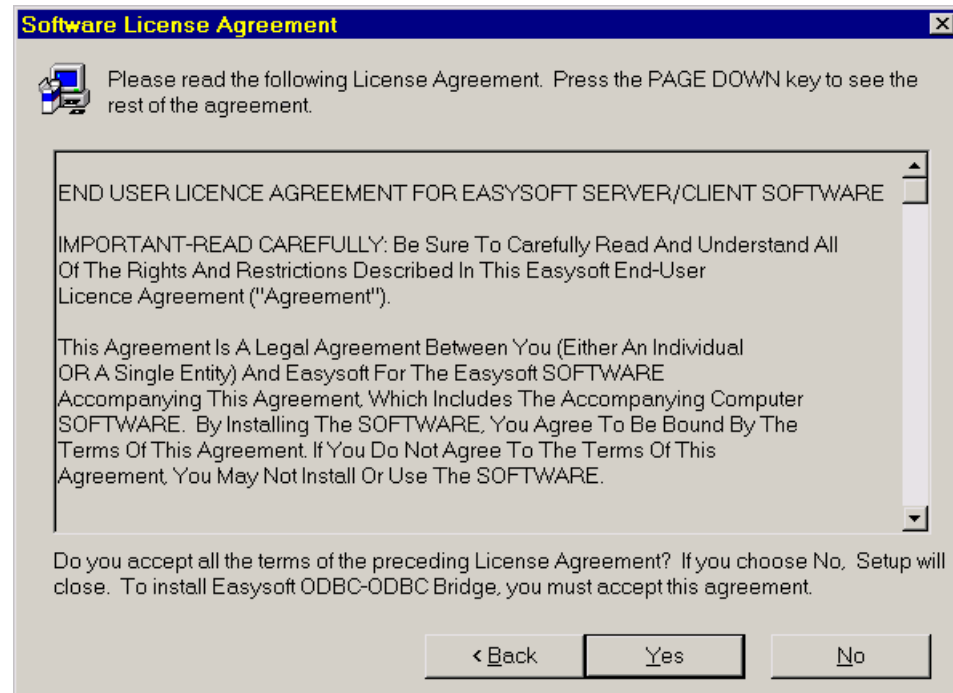 Software License Agreement
Please read the following License Agreement. Press the PAGE DOWN key to see the
rest of the agreement.
END USER LICENCE AGREEMENT FOR EASYSOFT SERVER/CLIENT SOFTWARE
IMPORTANT-READ CAREFULLY: Be Sure To Carefully Read And Understand All
Of The Rights And Restrictions Described In This Easysoft End-User
Licence Agreement ("Agreement").
This Agreement Is A Legal Agreement Between You (Either An Individual
OR A Single Entity) And Easysoft For The Easysoft SOFTWARE
Accompanying This Agreement, Which Includes The Accompanying Computer
SOFTWARE. By Installing The SOFTWARE, You Agree To Be Bound By The
Terms Of This Agreement. If You Do Not Agree To The Terms Of This
Agreement, You May Not Install Or Use The SOFTWARE.
Do you accept all the terms of the preceding License Agreement? If you choose No, Setup will
close. To install Easysoft ODBC-ODBC Bridge, you must accept this agreement.
< Back Yes No